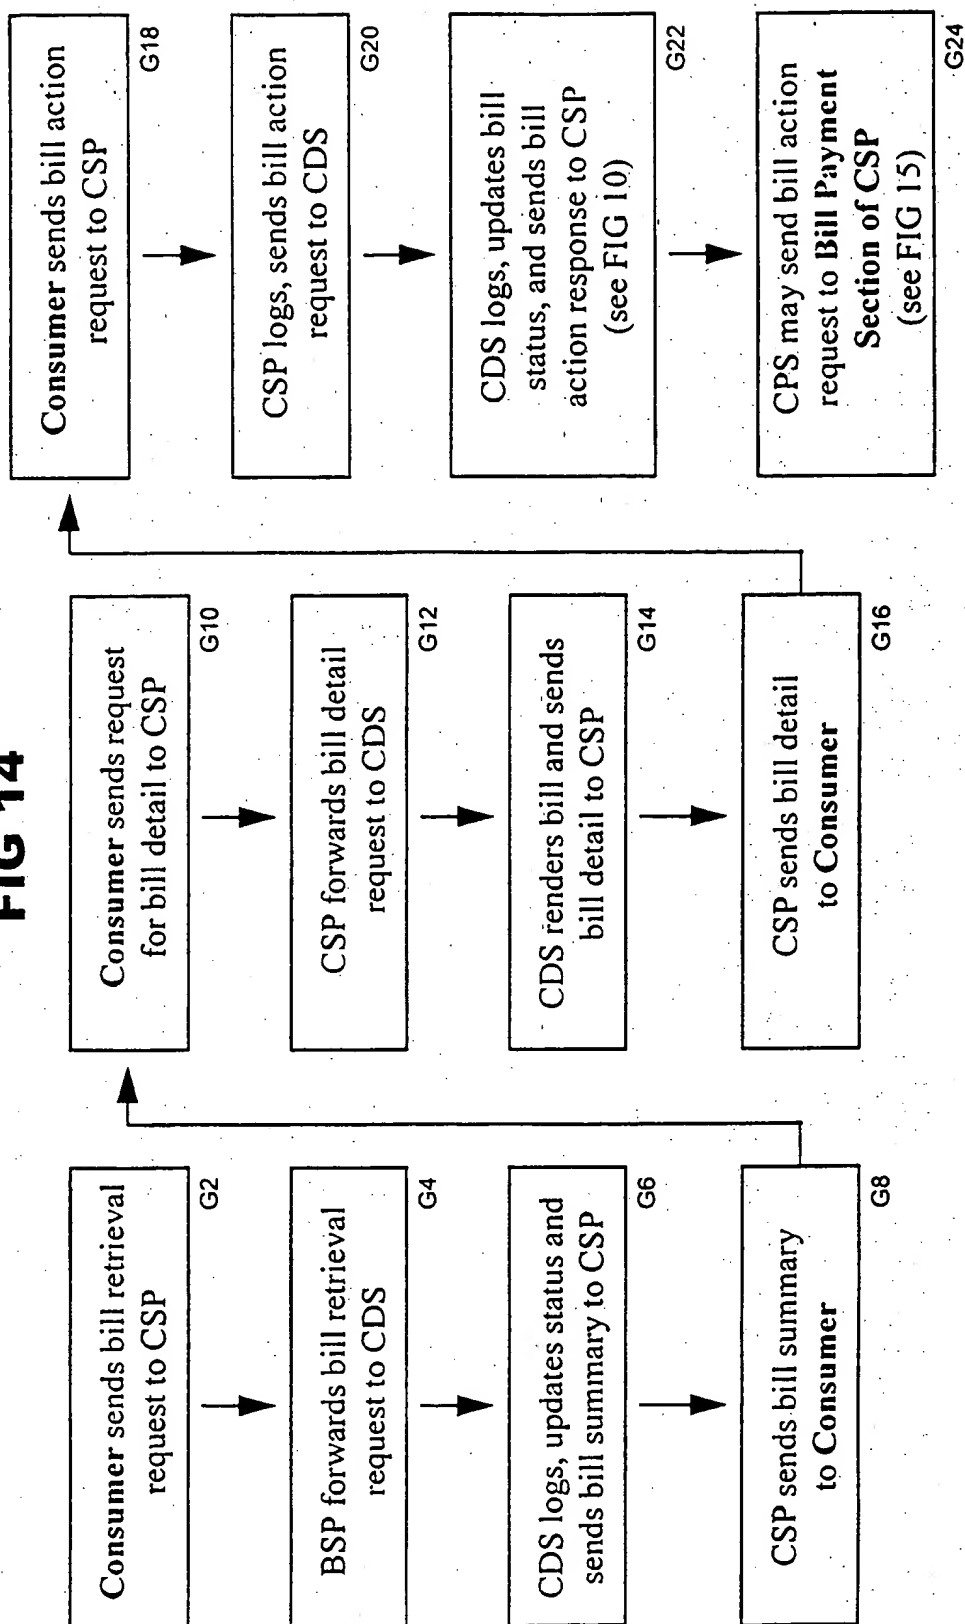 FIG 14
Consumer sends bill retrieval
request to CSP
G2
BSP forwards bill retrieval
request to CDS
G4
CDS logs, updates status and
sends bill summary to CSP
G6
CSP sends bill summary
to Consumer
G8
Consumer sends request
for bill detail to CSP
G10
CSP forwards bill detail
request to CDS
G12
CDS renders bill and sends
bill detail to CSP
G14
CSP sends bill detail
to Consumer
G16
Consumer sends bill action
request to CSP
G18
CSP logs, sends bill action
request to CDS
G20
CDS logs, updates bill
status, and sends bill
action response to CSP
(see FIG 10)
G22
CPS may send bill action
request to Bill Payment
Section of CSP
(see FIG 15)
G24